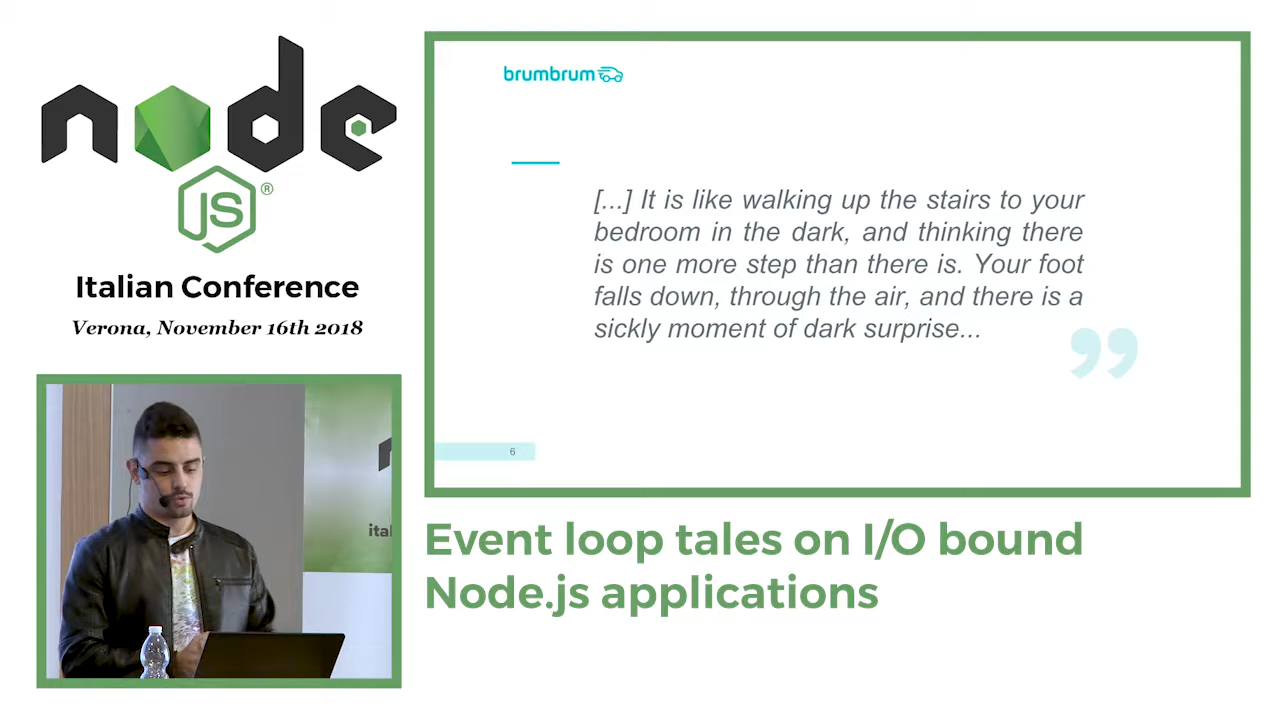 node
JS®
Italian Conference
Verona, November 16th 2018
brumbrum
[...] It is like walking up the stairs to your
bedroom in the dark, and thinking there
is one more step than there is. Your foot
falls down, through the air, and there is a
sickly moment of dark surprise...
”
6
ital
Event loop tales on I/O bound
Node.js applications